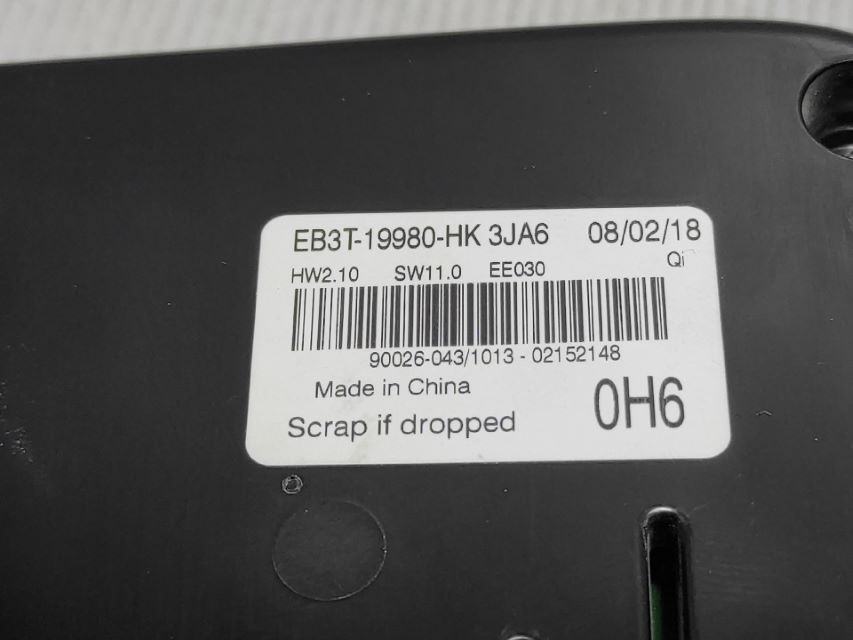 EB3T-19980-HK 3JA6 08/02/18
HW2.10 SW11.0 EE030 Qi
90026-043/1013 - 02152148
Made in China
Scrap if dropped
0H6